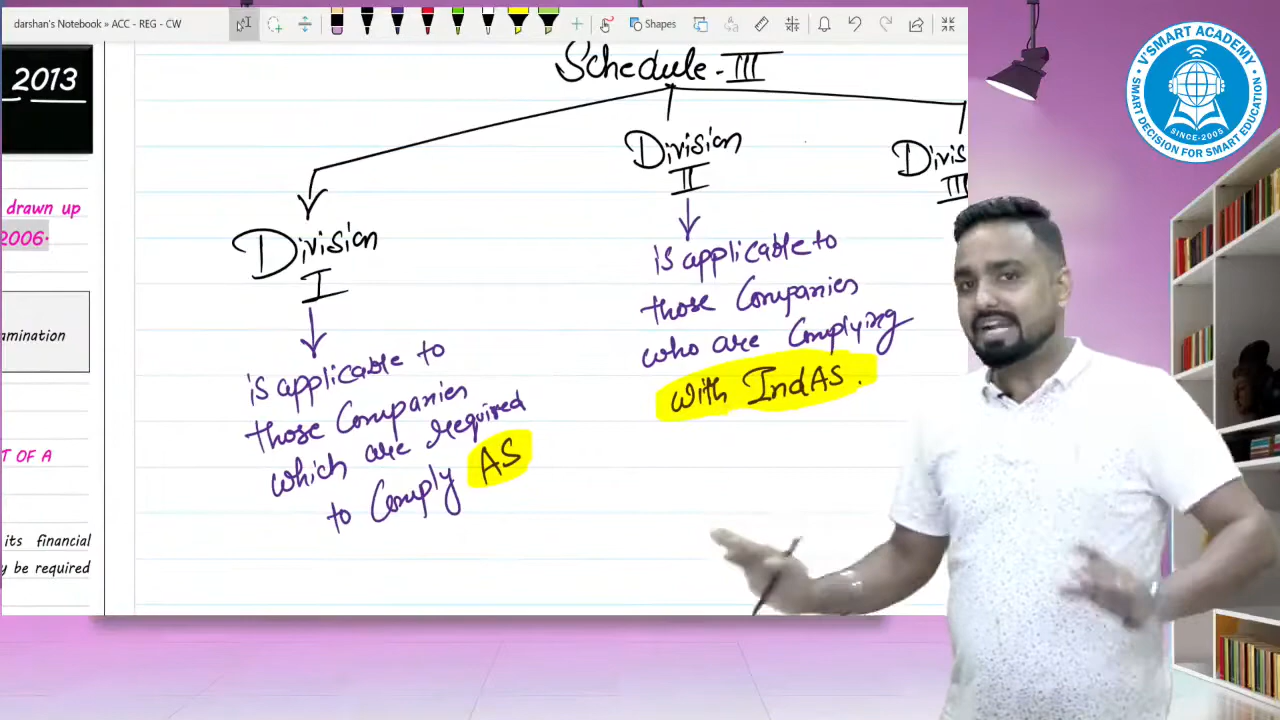 darshan's Notebook » ACC - REG - CW
Shapes
2013
drawn up
2006.
amination
T OF A
its financial
y be required
Schedule-III
Division
I
is applicable to
those Companies
which are required
to Comply AS
Division
II
is applicable to
those Companies
who are Complying
with IndAS.
Divis
III
V'SMART ACADEMY
SINCE-2005
SMART DECISION FOR SMART EDUCATION